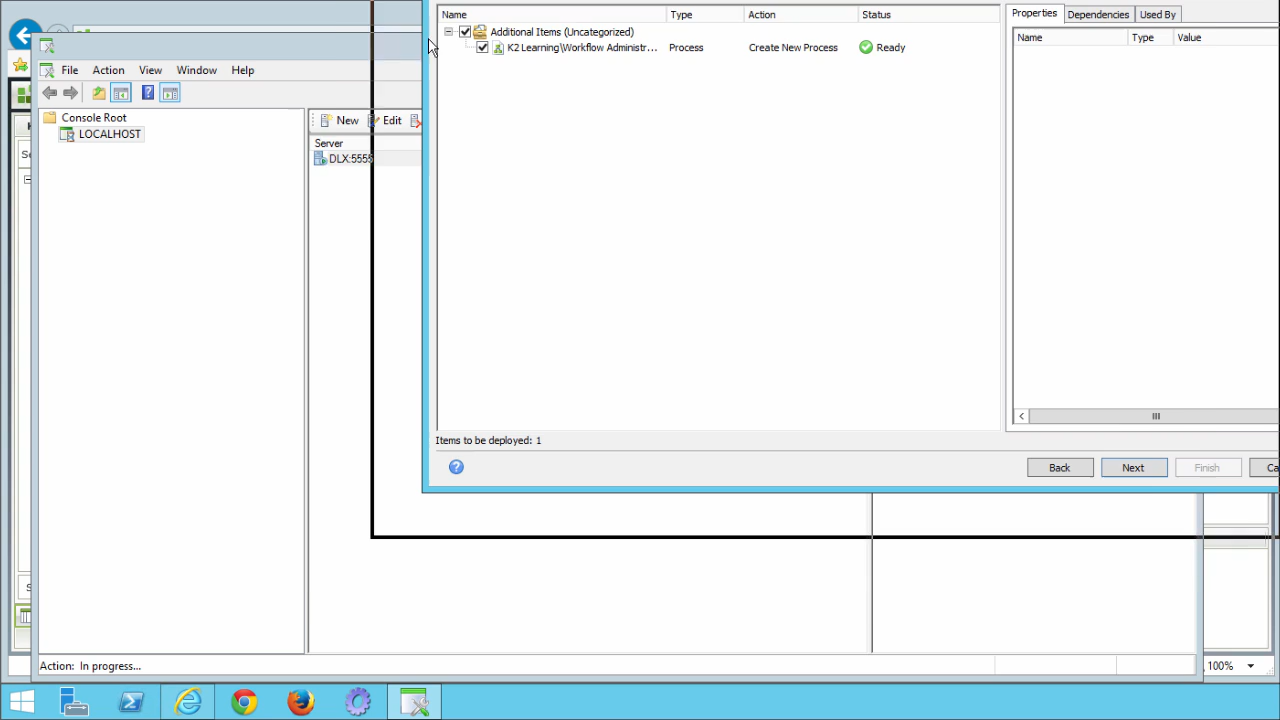 Name Type Action Status
Additional Items (Uncategorized)
K2 Learning\Workflow Administr... Process Create New Process Ready
Properties Dependencies Used By
Name Type Value
File Action View Window Help
Console Root
LOCALHOST
New Edit
Server
DLX:5555
Items to be deployed: 1
Back Next Finish Ca
Action: In progress...
100%